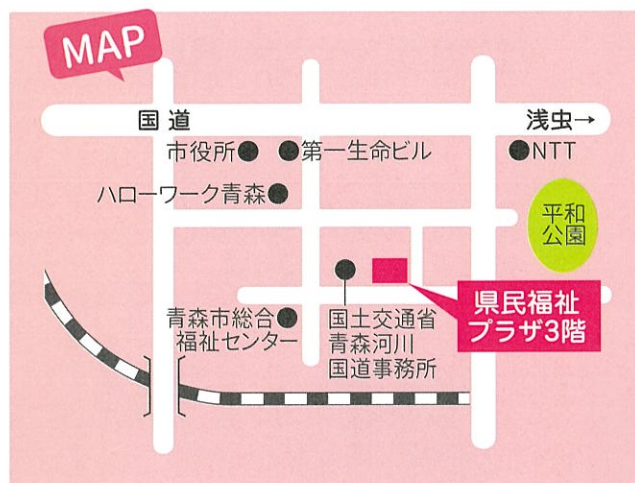 MAP
国道
浅虫→
市役所●
●第一生命ビル
●NTT
ハローワーク青森●
平和
公園
県民福祉
プラザ3階
青森市総合●
福祉センター
国土交通省
青森河川
国道事務所